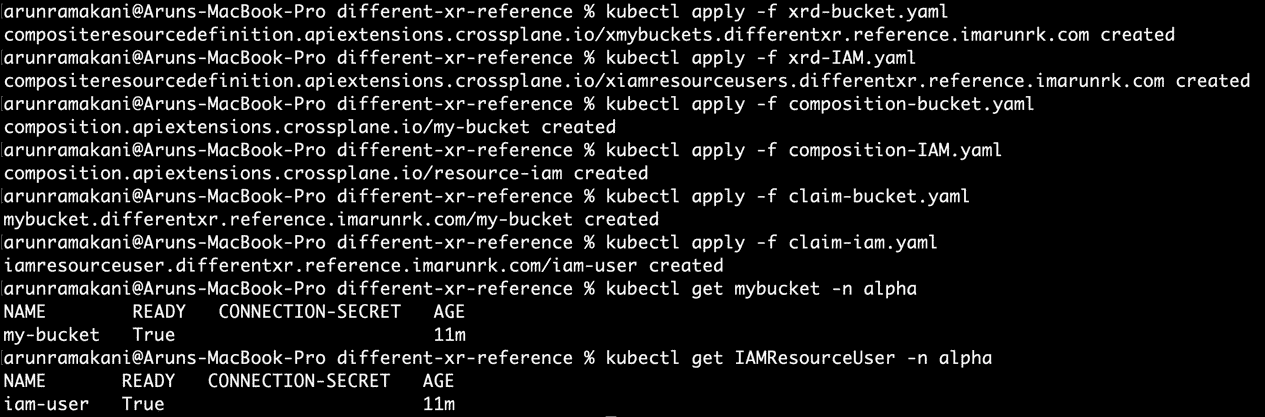 arunramakani@Aruns-MacBook-Pro different-xr-reference % kubectl apply -f xrd-bucket.yaml
compositeresourcedefinition.apiextensions.crossplane.io/xmybuckets.differentxr.reference.imarunrk.com created
arunramakani@Aruns-MacBook-Pro different-xr-reference % kubectl apply -f xrd-IAM.yaml
compositeresourcedefinition.apiextensions.crossplane.io/xiamresourceusers.differentxr.reference.imarunrk.com created
arunramakani@Aruns-MacBook-Pro different-xr-reference % kubectl apply -f composition-bucket.yaml
composition.apiextensions.crossplane.io/my-bucket created
arunramakani@Aruns-MacBook-Pro different-xr-reference % kubectl apply -f composition-IAM.yaml
composition.apiextensions.crossplane.io/resource-iam created
arunramakani@Aruns-MacBook-Pro different-xr-reference % kubectl apply -f claim-bucket.yaml
mybucket.differentxr.reference.imarunrk.com/my-bucket created
arunramakani@Aruns-MacBook-Pro different-xr-reference % kubectl apply -f claim-iam.yaml
iamresourceuser.differentxr.reference.imarunrk.com/iam-user created
arunramakani@Aruns-MacBook-Pro different-xr-reference % kubectl get mybucket -n alpha
NAME        READY   CONNECTION-SECRET   AGE
my-bucket   True                        11m
arunramakani@Aruns-MacBook-Pro different-xr-reference % kubectl get IAMResourceUser -n alpha
NAME       READY   CONNECTION-SECRET   AGE
iam-user   True                        11m